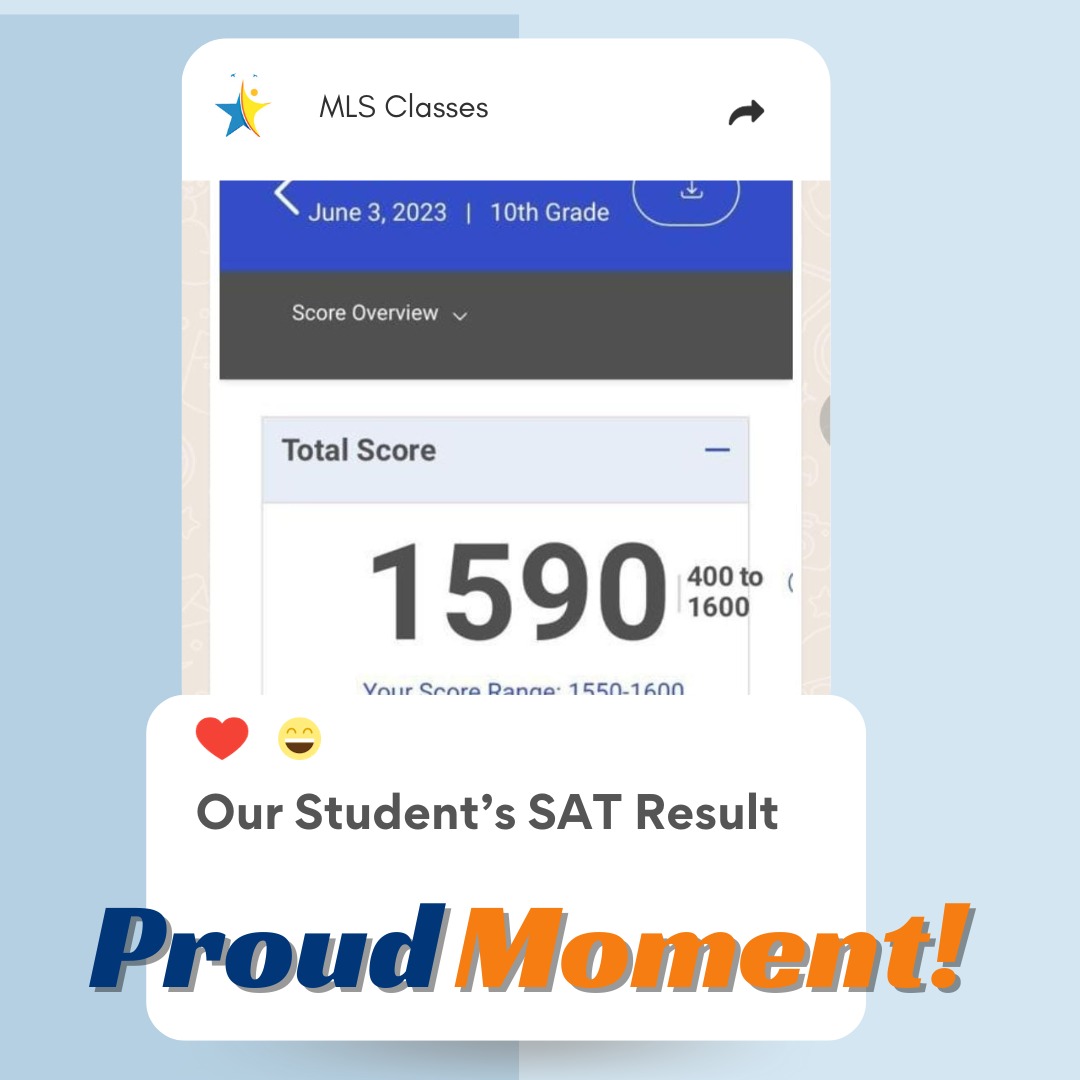 MLS Classes
June 3, 2023 | 10th Grade
Score Overview
Total Score
1590
400 to
1600
Your Score Range: 1550-1600
Our Student’s SAT Result
Proud Moment!